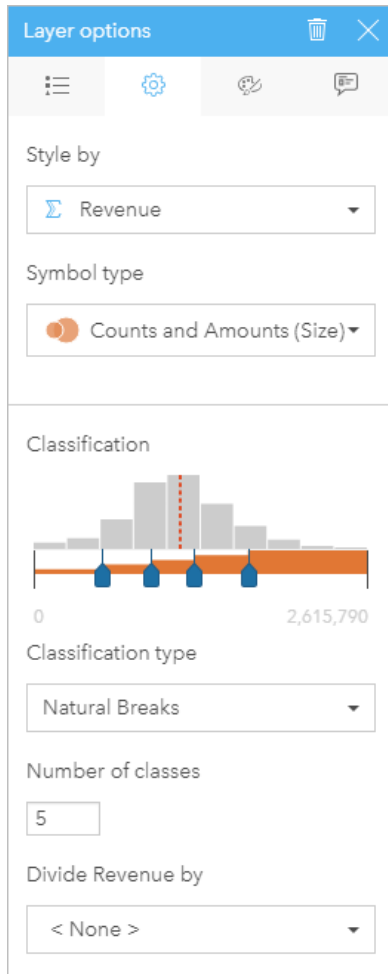 Layer options
Style by
Revenue
Symbol type
Counts and Amounts (Size)
Classification
0 2,615,790
Classification type
Natural Breaks
Number of classes
5
Divide Revenue by
< None >